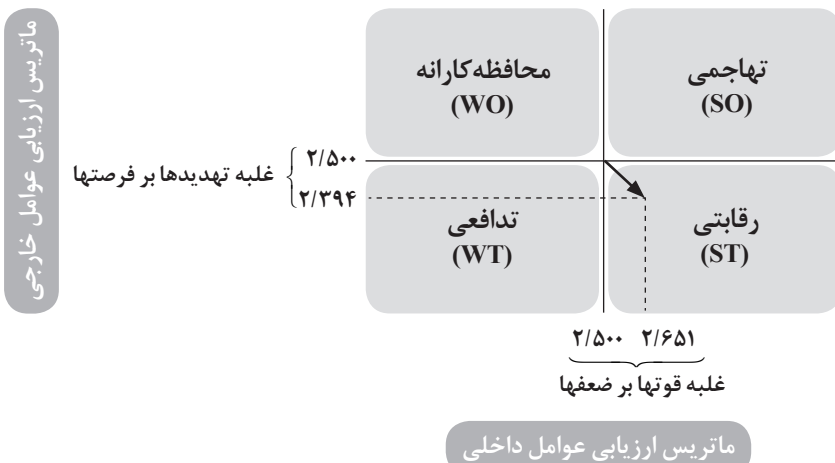 ماتریس ارزیابی عوامل خارجی
تهاجمی
(SO)
محافظه‌کارانه
(WO)
۲/۵۰۰
غلبه تهدیدها بر فرصتها
۲/۳۹۴
رقابتی
(ST)
تدافعی
(WT)
۲/۵۰۰ ۲/۶۵۱
غلبه قوتها بر ضعفها
ماتریس ارزیابی عوامل داخلی